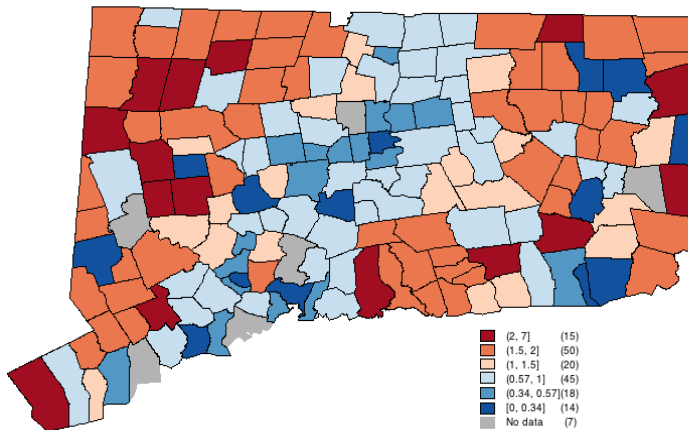 (2, 7] (15)
(1.5, 2] (50)
(1, 1.5] (20)
(0.57, 1] (45)
(0.34, 0.57] (18)
[0, 0.34] (14)
No data (7)